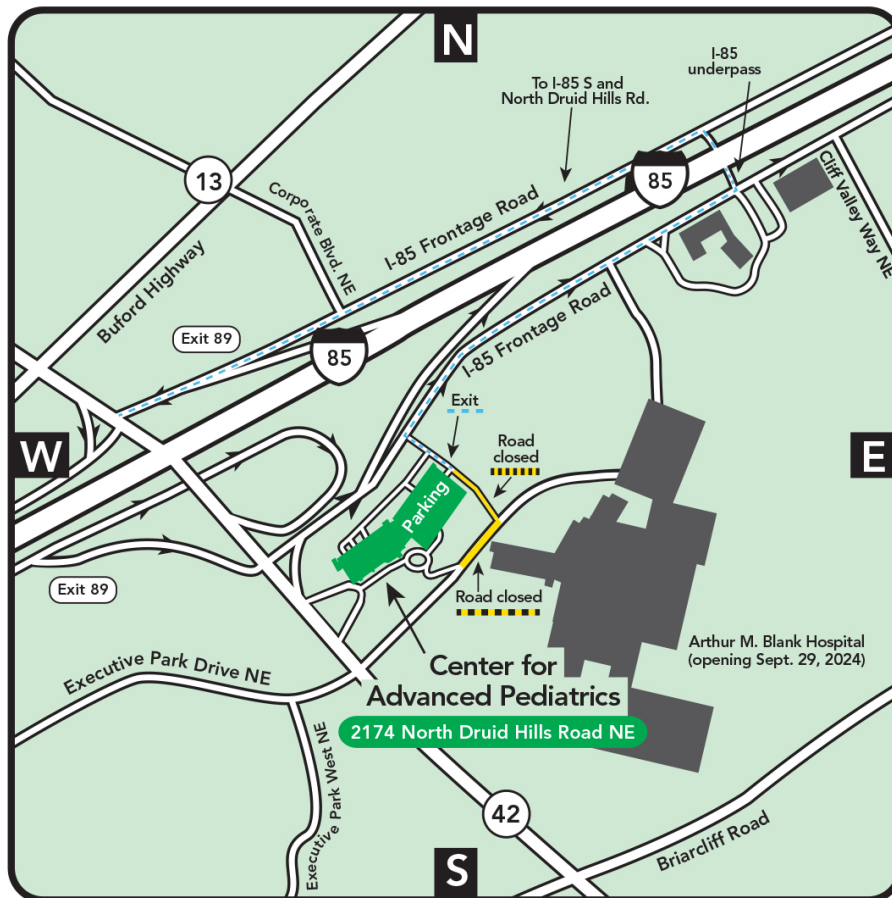 N
I-85
underpass
To I-85 S and
North Druid Hills Rd.
13
85
Corporate Blvd. NE
Cliff Valley Way NE
I-85 Frontage Road
Buford Highway
Exit 89
85
I-85 Frontage Road
Exit
W
Road
closed
E
Parking
Exit 89
Road closed
Arthur M. Blank Hospital
(opening Sept. 29, 2024)
Executive Park Drive NE
Center for
Advanced Pediatrics
2174 North Druid Hills Road NE
Executive Park West NE
42
Briarcliff Road
S